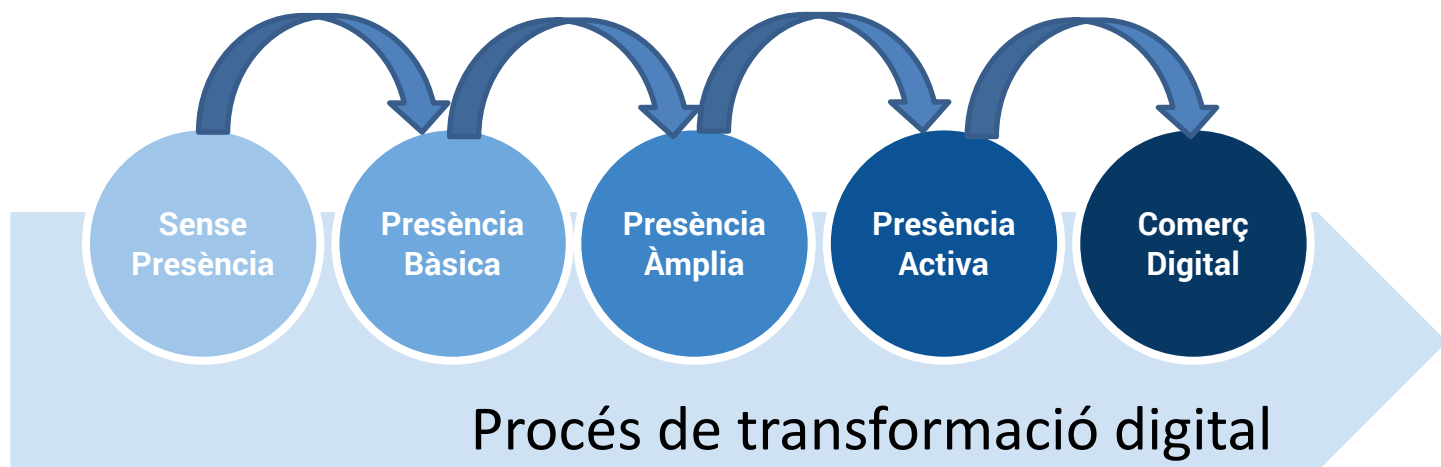 Sense
Presència
Presència
Bàsica
Presència
Àmplia
Presència
Activa
Comerç
Digital
Procés de transformació digital